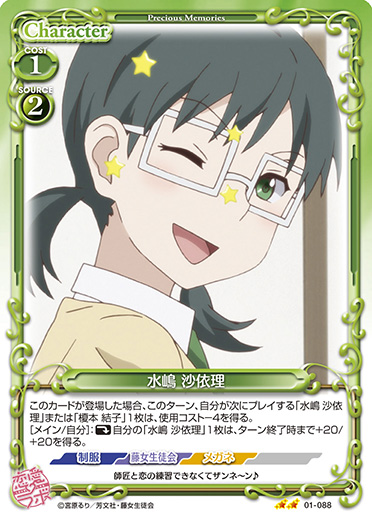 Precious Memories
Character
COST
1
SOURCE
2
水嶋 沙依理
このカードが登場した場合、このターン、自分が次にプレイする「水嶋 沙依
理」または「榎本 結子」1枚は、使用コスト－4を得る。
[メイン/自分]:自分の「水嶋 沙依理」1枚は、ターン終了時まで+20/
+20を得る。
制服 藤女生徒会 メガネ
師匠と恋の練習できなくてザンネ～ン♪
恋愛ラボ
©宮原るり／芳文社・藤女生徒会
01-088